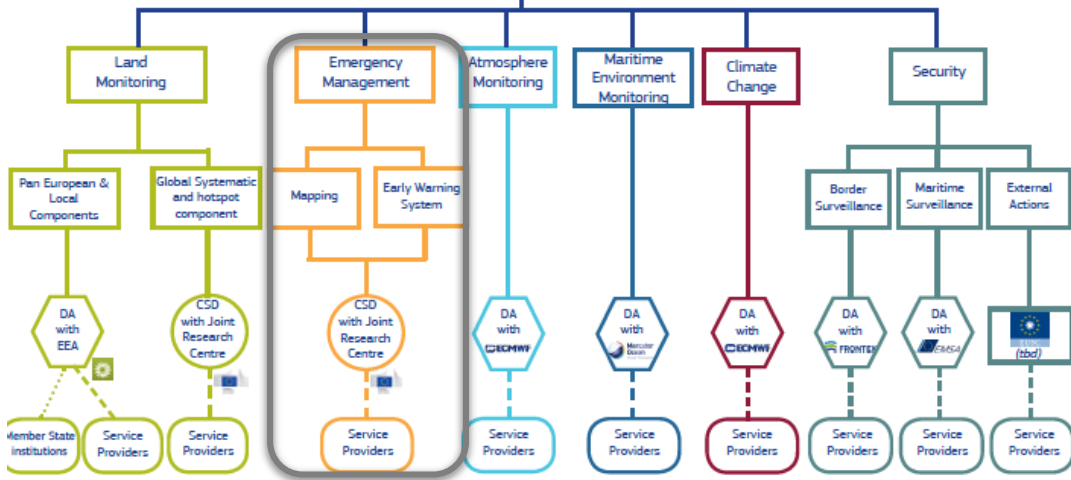 Land
Monitoring
Emergency
Management
Atmosphere
Monitoring
Maritime
Environment
Monitoring
Climate
Change
Security
Pan European &
Local
Components
Global Systematic
and hotspot
component
Mapping
Early Warning
System
Border
Surveillance
Maritime
Surveillance
External
Actions
DA
with
EEA
CSD
with Joint
Research
Centre
CSD
with Joint
Research
Centre
DA
with
ECMWF
DA
with
Mercator
Ocean
DA
with
ECMWF
DA
with
FRONTEX
DA
with
EMSA
(tbd)
Member State
institutions
Service
Providers
Service
Providers
Service
Providers
Service
Providers
Service
Providers
Service
Providers
Service
Providers
Service
Providers
Service
Providers